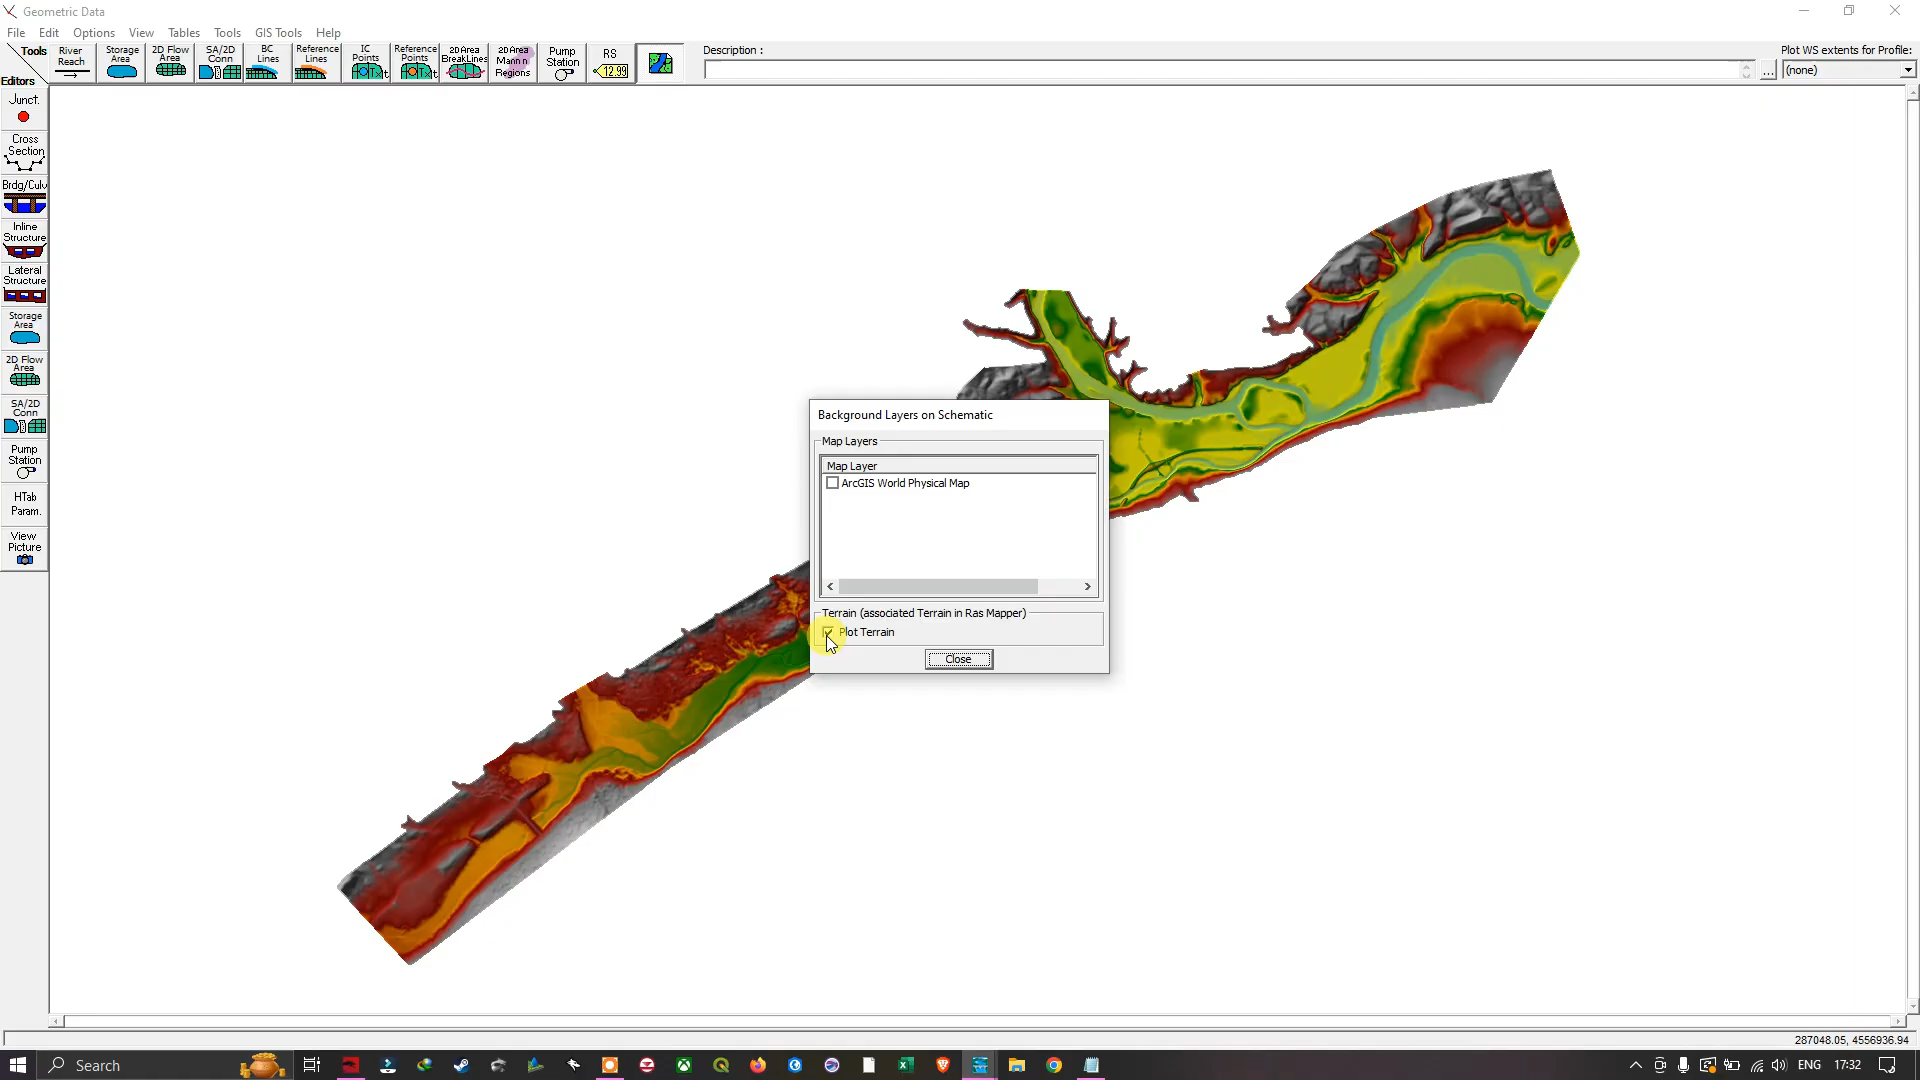 Geometric Data
File Edit Options View Tables Tools GIS Tools Help
Tools
Editors
River
Reach
Storage
Area
2D Flow
Area
SA/2D
Conn
BC
Lines
Reference
Lines
IC
Points
Reference
Points
2D Area
BreakLines
2D Area
Mann n
Regions
Pump
Station
RS
12.99
Description :
...
Plot WS extents for Profile:
(none)
Junct.
Cross
Section
Brdg/Culv
Inline
Structure
Lateral
Structure
Storage
Area
2D Flow
Area
SA/2D
Conn
Pump
Station
HTab
Param.
View
Picture
Background Layers on Schematic
Map Layers
Map Layer
ArcGIS World Physical Map
Terrain (associated Terrain in Ras Mapper)
Plot Terrain
Close
287048.05, 4556936.94
Search
ENG 17:32